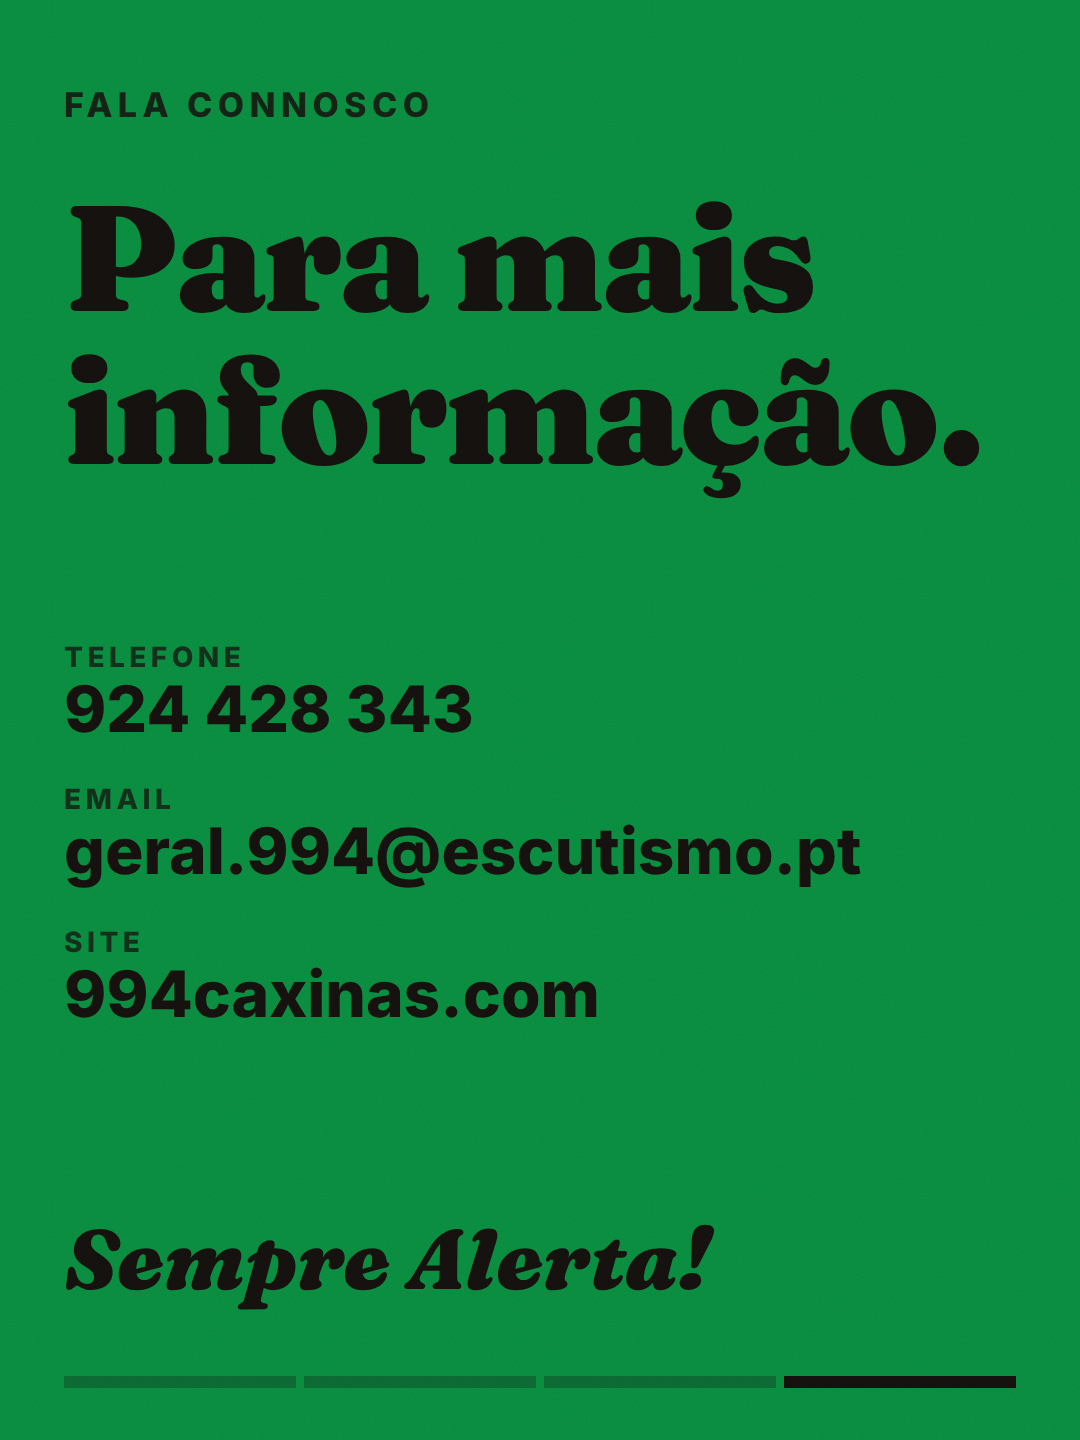 FALA CONNOSCO
Para mais
informação.
TELEFONE
924 428 343
EMAIL
geral.994@escutismo.pt
SITE
994caxinas.com
Sempre Alerta!